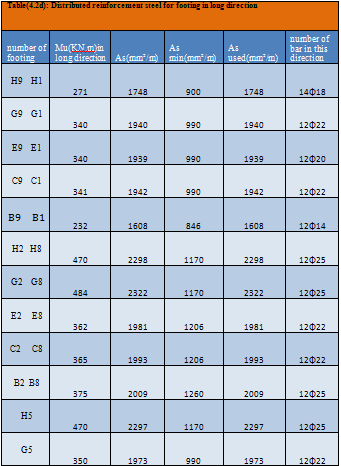 Table(4.2d): Distributed reinforcement steel for footing in long direction
number of footing Mu(KN.m)in long direction As(mm²/m) As min(mm²/m) As used(mm²/m) number of bar in this direction
H9 H1 271 1748 900 1748 14Φ18
G9 G1 340 1940 990 1940 12Φ22
E9 E1 340 1939 990 1939 12Φ20
C9 C1 341 1942 990 1942 12Φ22
B9 B1 232 1608 846 1608 12Φ14
H2 H8 470 2298 1170 2298 12Φ25
G2 G8 484 2322 1170 2322 12Φ25
E2 E8 362 1981 1206 1981 12Φ22
C2 C8 365 1993 1206 1993 12Φ22
B2 B8 375 2009 1260 2009 12Φ25
H5 470 2297 1170 2297 12Φ25
G5 350 1973 990 1973 12Φ22